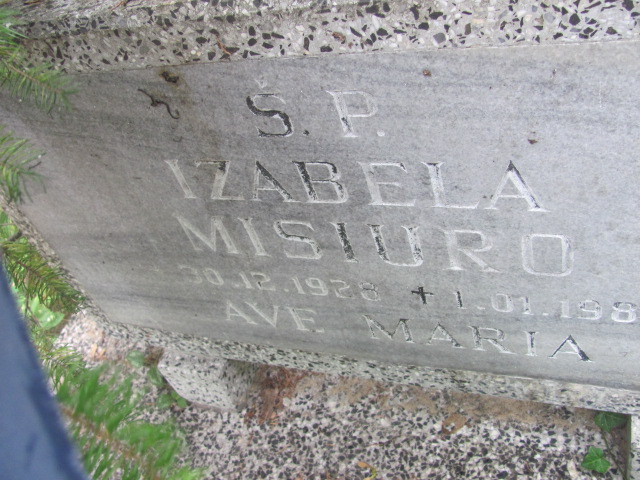 Ś.P.
IZABELA
MISIURO
30.12.1928 + 1.01.198
AVE MARIA